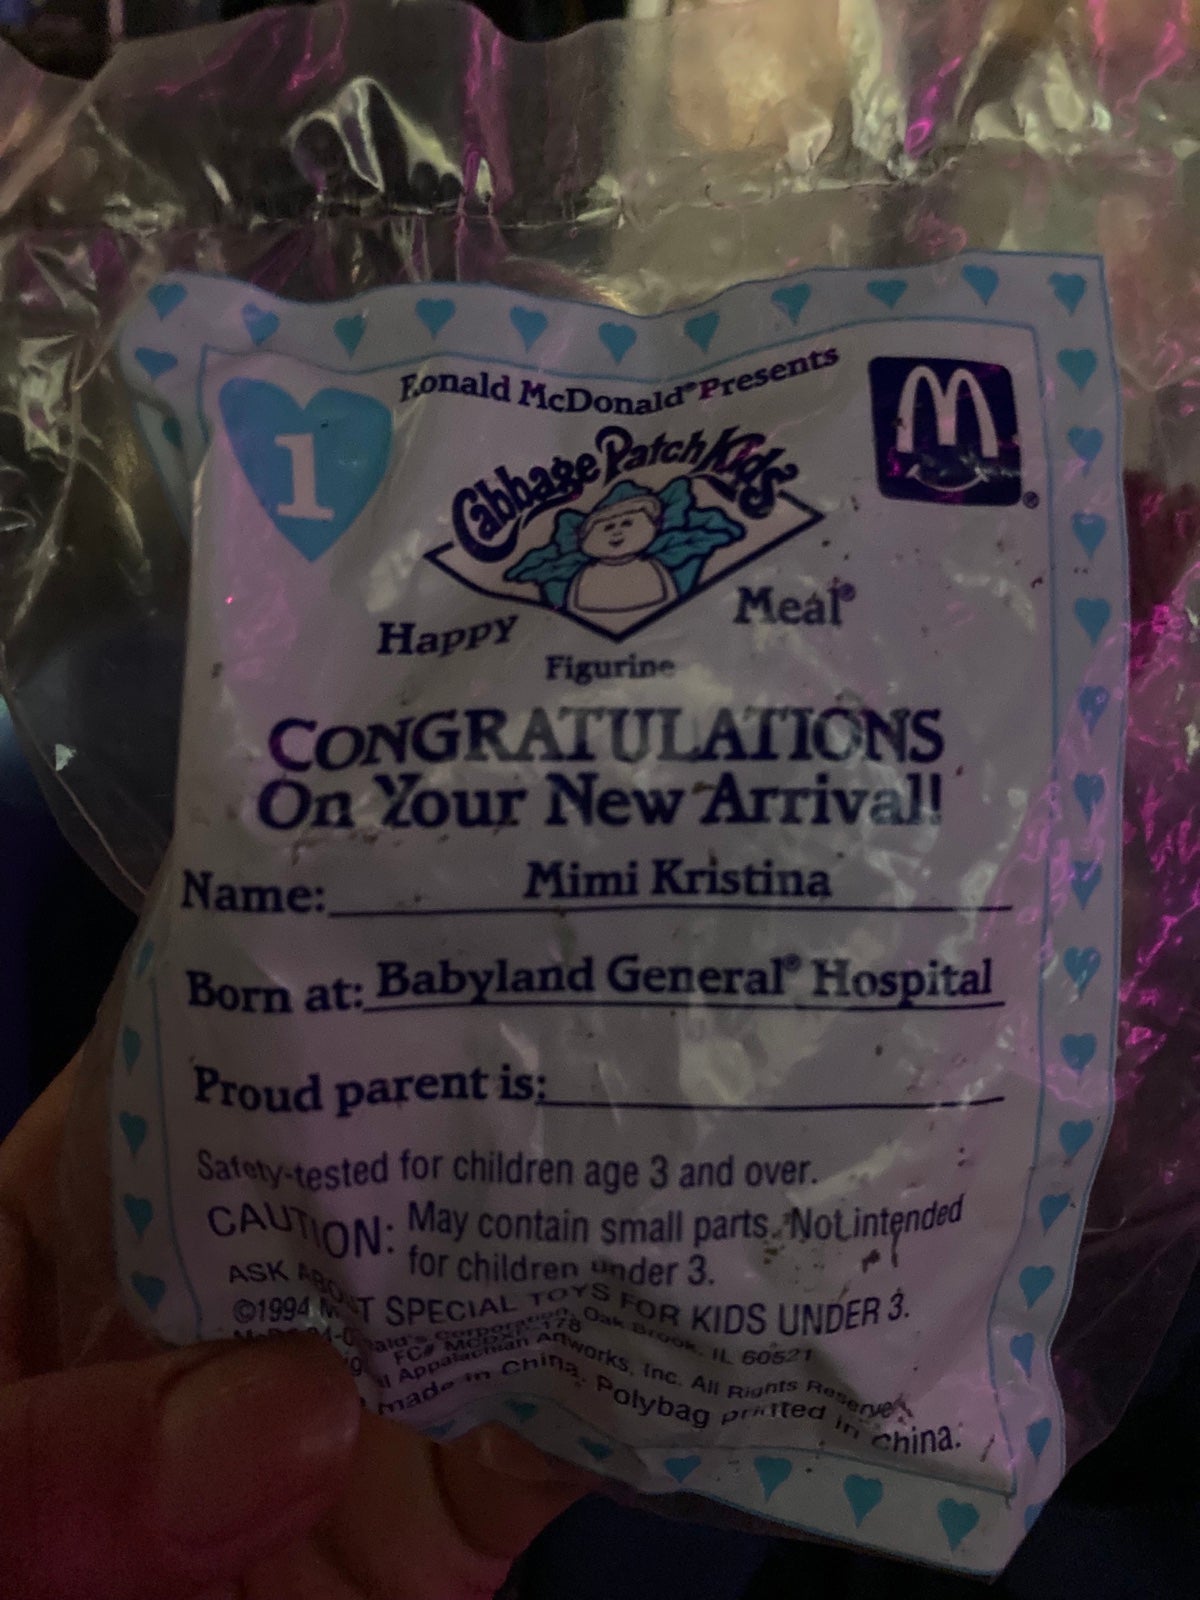 1
Ronald McDonald® Presents
Cabbage Patch Kids
Happy Meal®
Figurine
CONGRATULATIONS
On Your New Arrival!
Name: Mimi Kristina
Born at: Babyland General® Hospital
Proud parent is:
Safety-tested for children age 3 and over.
CAUTION: May contain small parts. Not intended
for children under 3.
ASK ABOUT SPECIAL TOYS FOR KIDS UNDER 3.
©1994 Corporation, Oak Brook, IL 60521
Appalachian Artworks, Inc. All Rights Reserved
made in China. Polybag printed in China.